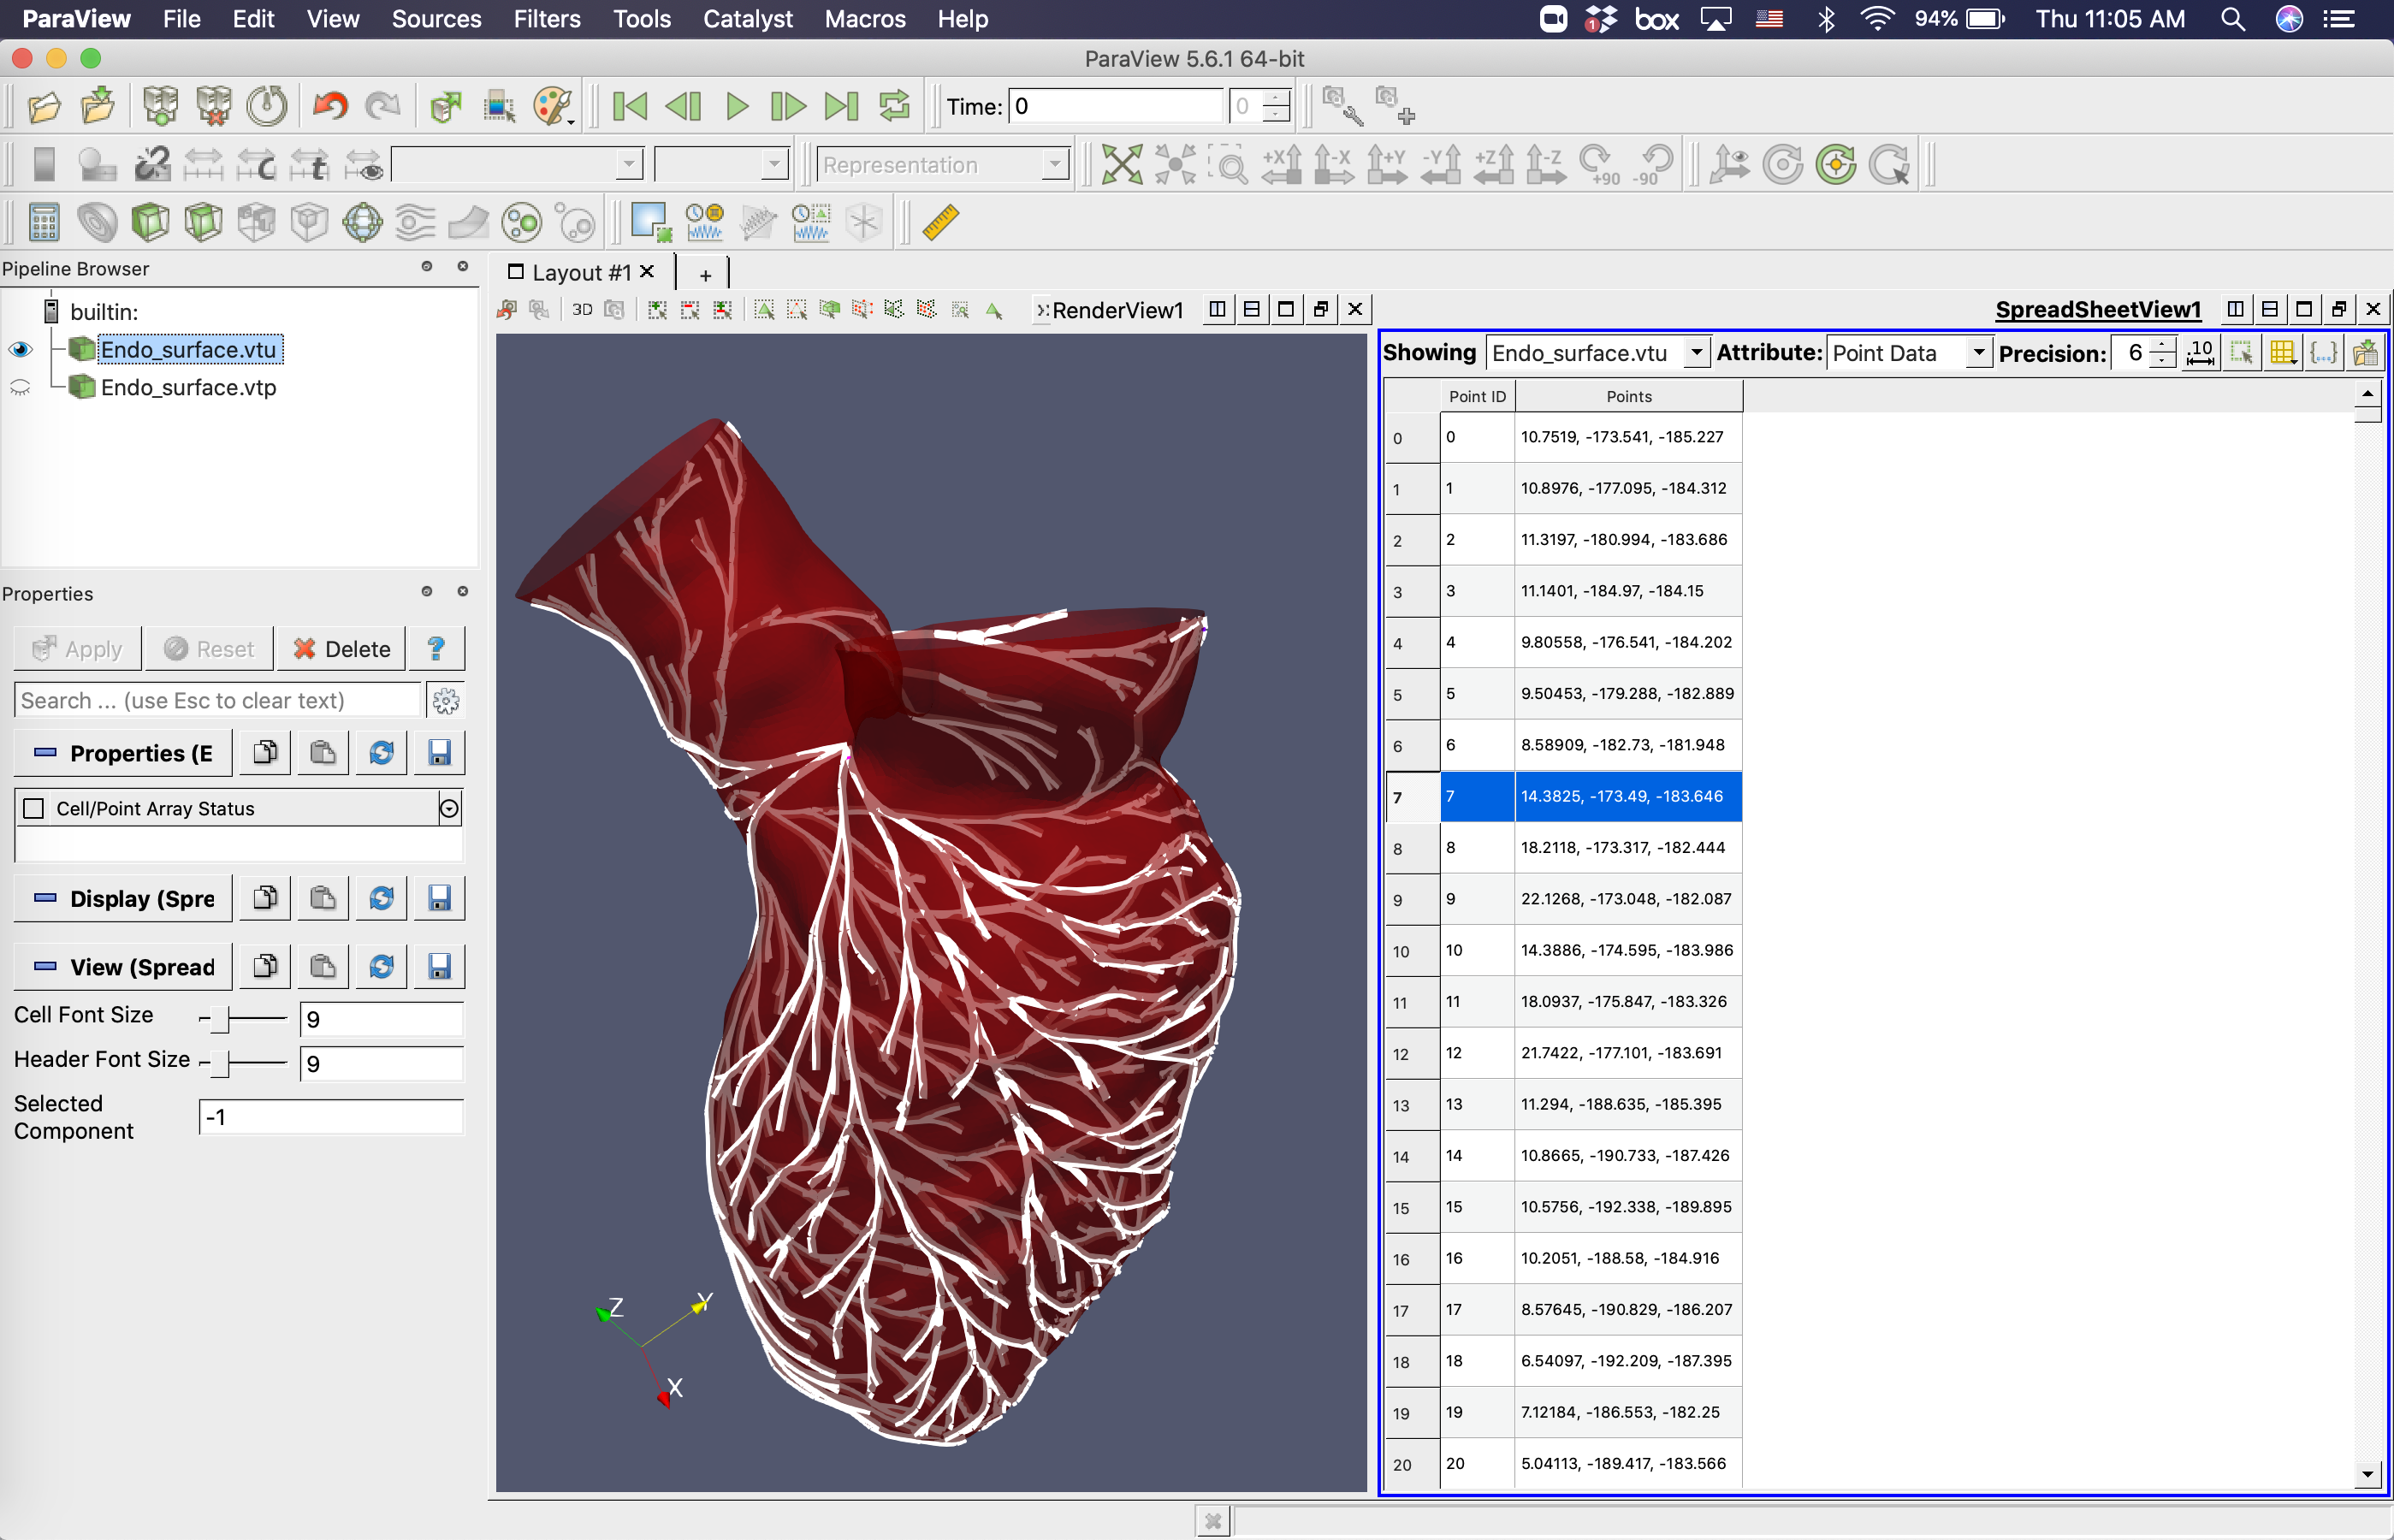 ParaView File Edit View Sources Filters Tools Catalyst Macros Help 1 box 94% Thu 11:05 AM
ParaView 5.6.1 64-bit
Time: 0 0
C t Representation +X -X +Y -Y +Z -Z +90 -90
Pipeline Browser
builtin:
Endo_surface.vtu
Endo_surface.vtp
Properties
Apply Reset Delete ?
Search ... (use Esc to clear text)
Properties (E
Cell/Point Array Status
Display (Spre
View (Spread
Cell Font Size 9
Header Font Size 9
Selected
Component -1
Layout #1 +
3D RenderView1
Z Y
X
SpreadSheetView1
Showing Endo_surface.vtu Attribute: Point Data Precision: 6 .10 {...}
Point ID Points
0 0 10.7519, -173.541, -185.227
1 1 10.8976, -177.095, -184.312
2 2 11.3197, -180.994, -183.686
3 3 11.1401, -184.97, -184.15
4 4 9.80558, -176.541, -184.202
5 5 9.50453, -179.288, -182.889
6 6 8.58909, -182.73, -181.948
7 7 14.3825, -173.49, -183.646
8 8 18.2118, -173.317, -182.444
9 9 22.1268, -173.048, -182.087
10 10 14.3886, -174.595, -183.986
11 11 18.0937, -175.847, -183.326
12 12 21.7422, -177.101, -183.691
13 13 11.294, -188.635, -185.395
14 14 10.8665, -190.733, -187.426
15 15 10.5756, -192.338, -189.895
16 16 10.2051, -188.58, -184.916
17 17 8.57645, -190.829, -186.207
18 18 6.54097, -192.209, -187.395
19 19 7.12184, -186.553, -182.25
20 20 5.04113, -189.417, -183.566